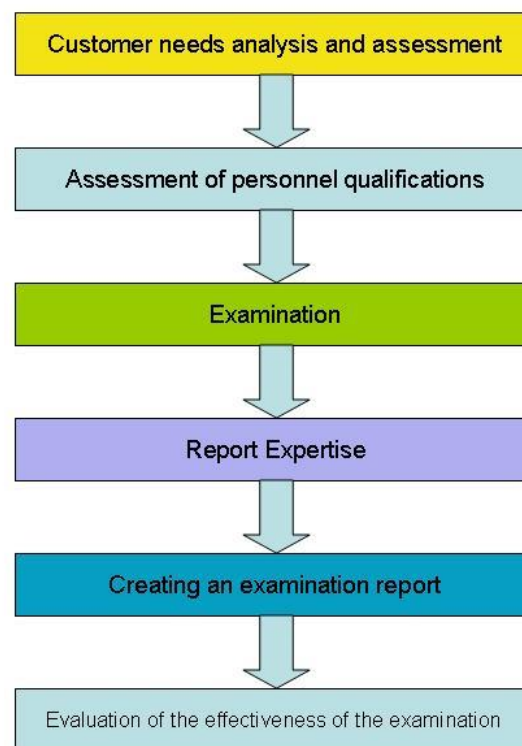 Customer needs analysis and assessment
Assessment of personnel qualifications
Examination
Report Expertise
Creating an examination report
Evaluation of the effectiveness of the examination